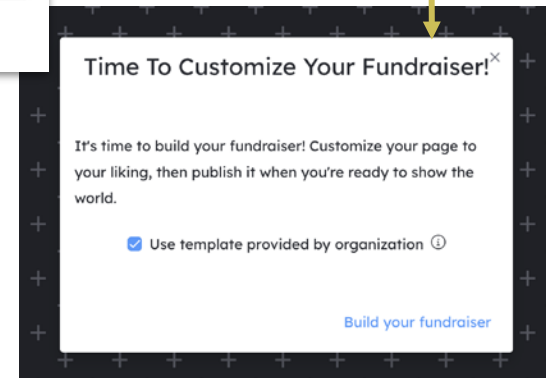 Time To Customize Your Fundraiser!
It's time to build your fundraiser! Customize your page to
your liking, then publish it when you're ready to show the
world.
Use template provided by organization
Build your fundraiser